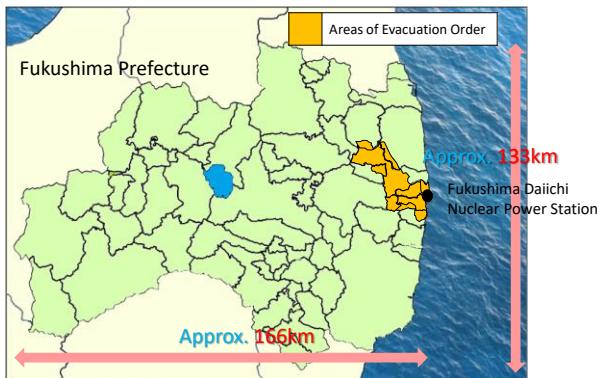 Areas of Evacuation Order
Fukushima Prefecture
Approx. 133km
Fukushima Daiichi
Nuclear Power Station
Approx. 166km